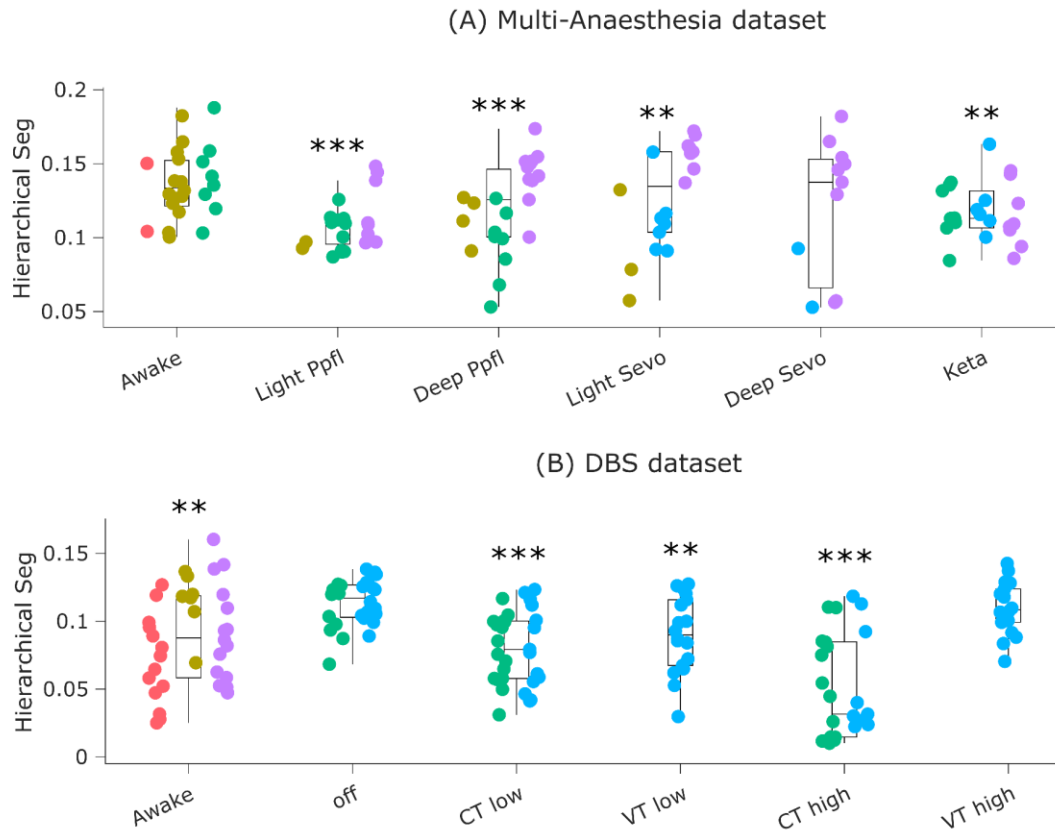 (A) Multi-Anaesthesia dataset
Hierarchical Seg
0.2
0.15
0.1
0.05
***
***
**
**
Awake
Light Ppfl
Deep Ppfl
Light Sevo
Deep Sevo
Keta
(B) DBS dataset
Hierarchical Seg
0.15
0.1
0.05
0
**
***
**
***
Awake
off
CT low
VT low
CT high
VT high